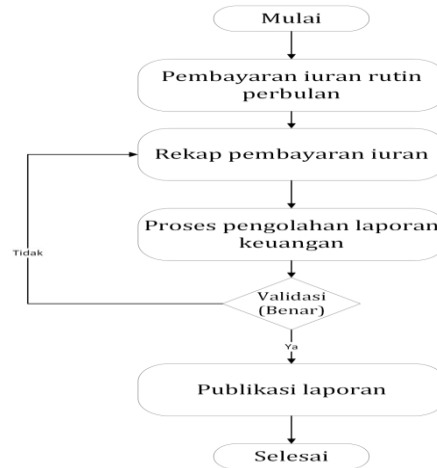 Mulai
Pembayaran iuran rutin
perbulan
Rekap pembayaran iuran
Proses pengolahan laporan
keuangan
Tidak
Validasi
(Benar)
Ya
Publikasi laporan
Selesai